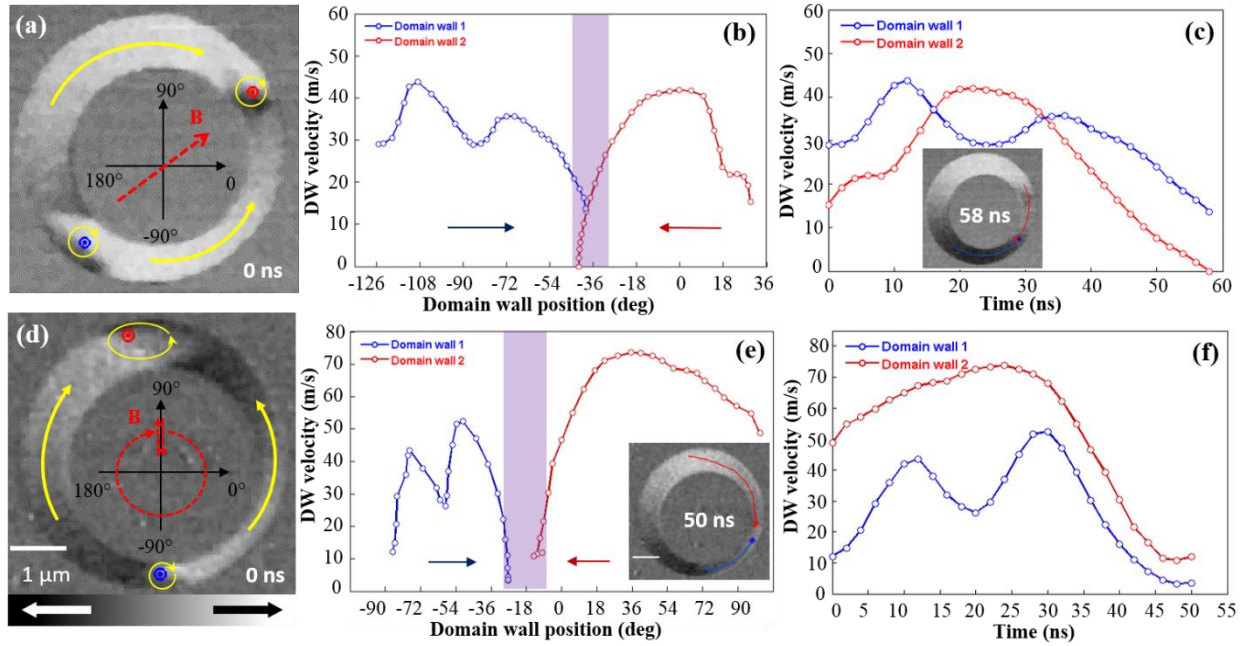 (a)
90°
B
180°
0
-90°
0 ns
(b)
Domain wall 1
Domain wall 2
DW velocity (m/s)
60
50
40
30
20
10
0
-126 -108 -90 -72 -54 -36 -18 0 18 36
Domain wall position (deg)
(c)
Domain wall 1
Domain wall 2
DW velocity (m/s)
60
50
40
30
20
10
0
58 ns
0 10 20 30 40 50 60
Time (ns)
(d)
90°
B
180°
0°
-90°
1 µm
0 ns
(e)
Domain wall 1
Domain wall 2
DW velocity (m/s)
80
70
60
50
40
30
20
10
0
50 ns
-90 -72 -54 -36 -18 0 18 36 54 72 90
Domain wall position (deg)
(f)
Domain wall 1
Domain wall 2
DW velocity (m/s)
85
80
70
60
50
40
30
20
10
0
0 5 10 15 20 25 30 35 40 45 50 55
Time (ns)